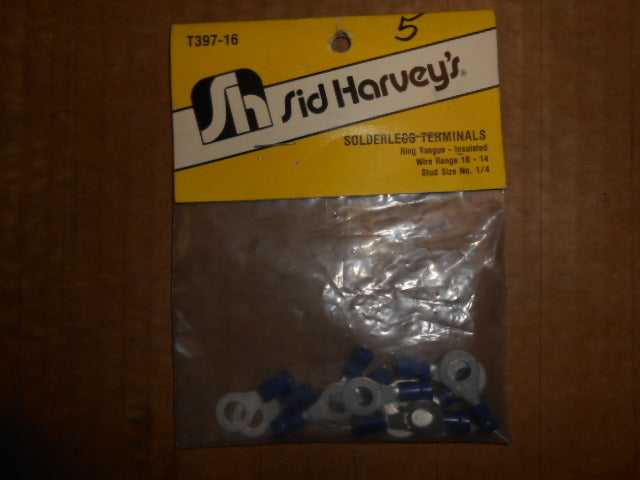 T397-16
5
Sh Sid Harvey's®
SOLDERLESS TERMINALS
Ring Tongue - Insulated
Wire Range 16 - 14
Stud Size No. 1/4